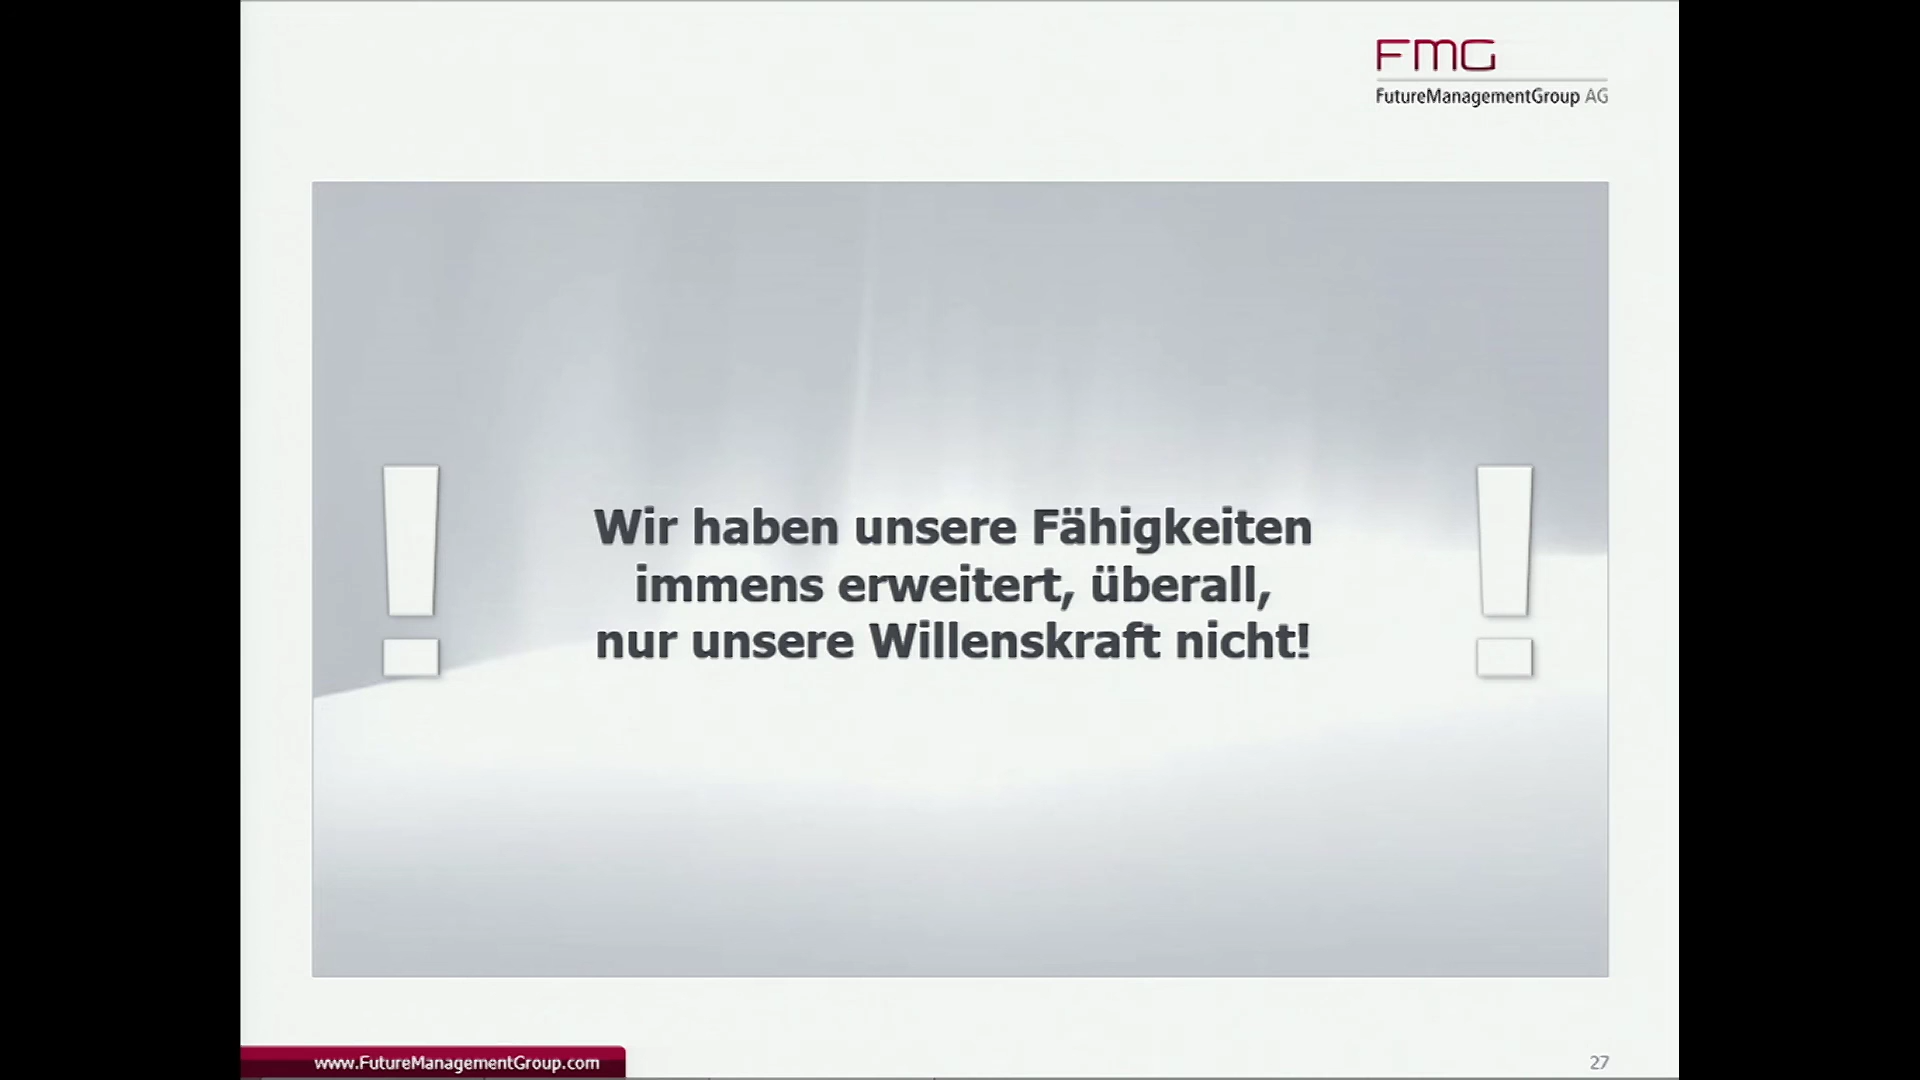 FMG
FutureManagementGroup AG
! !
Wir haben unsere Fähigkeiten
immens erweitert, überall,
nur unsere Willenskraft nicht!
www.FutureManagementGroup.com
27